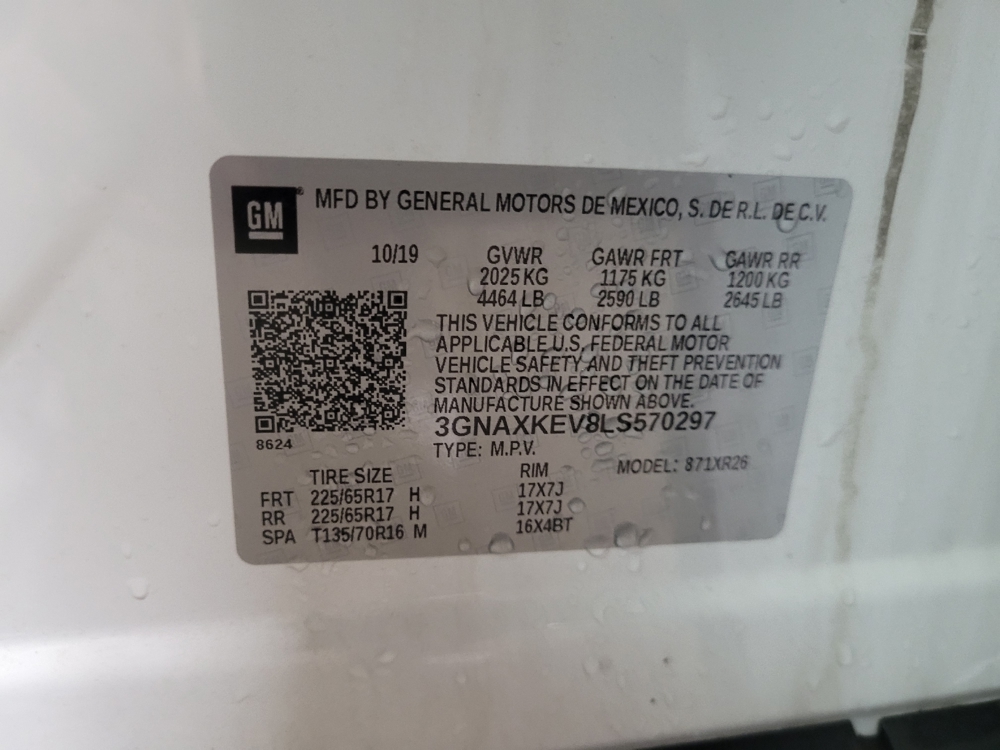 GM® MFD BY GENERAL MOTORS DE MEXICO, S. DE R.L. DE C.V.
10/19 GVWR GAWR FRT GAWR RR
2025 KG 1175 KG 1200 KG
4464 LB 2590 LB 2645 LB
THIS VEHICLE CONFORMS TO ALL
APPLICABLE U.S. FEDERAL MOTOR
VEHICLE SAFETY AND THEFT PREVENTION
STANDARDS IN EFFECT ON THE DATE OF
MANUFACTURE SHOWN ABOVE.
3GNAXKEV8LS570297
8624
TYPE: M.P.V. MODEL: 871XR26
TIRE SIZE RIM
FRT 225/65R17 H 17X7J
RR 225/65R17 H 17X7J
SPA T135/70R16 M 16X4BT